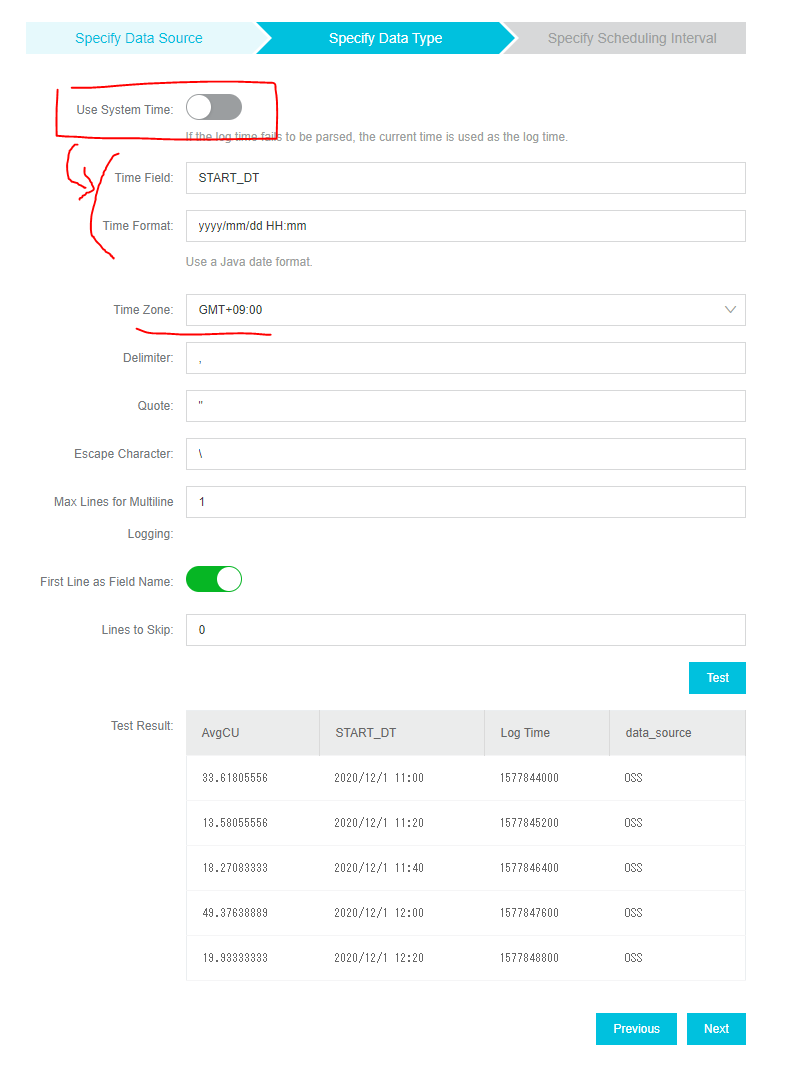 Specify Data Source Specify Data Type Specify Scheduling Interval
Use System Time:
If the log time fails to be parsed, the current time is used as the log time.
Time Field: START_DT
Time Format: yyyy/mm/dd HH:mm
Use a Java date format.
Time Zone: GMT+09:00
Delimiter: ,
Quote: "
Escape Character: \
Max Lines for Multiline 1
Logging:
First Line as Field Name:
Lines to Skip: 0
Test
Test Result: AvgCU START_DT Log Time data_source
33.61805556 2020/12/1 11:00 1577844000 OSS
13.58055556 2020/12/1 11:20 1577845200 OSS
18.27083333 2020/12/1 11:40 1577846400 OSS
49.37638889 2020/12/1 12:00 1577847600 OSS
19.93333333 2020/12/1 12:20 1577848800 OSS
Previous Next